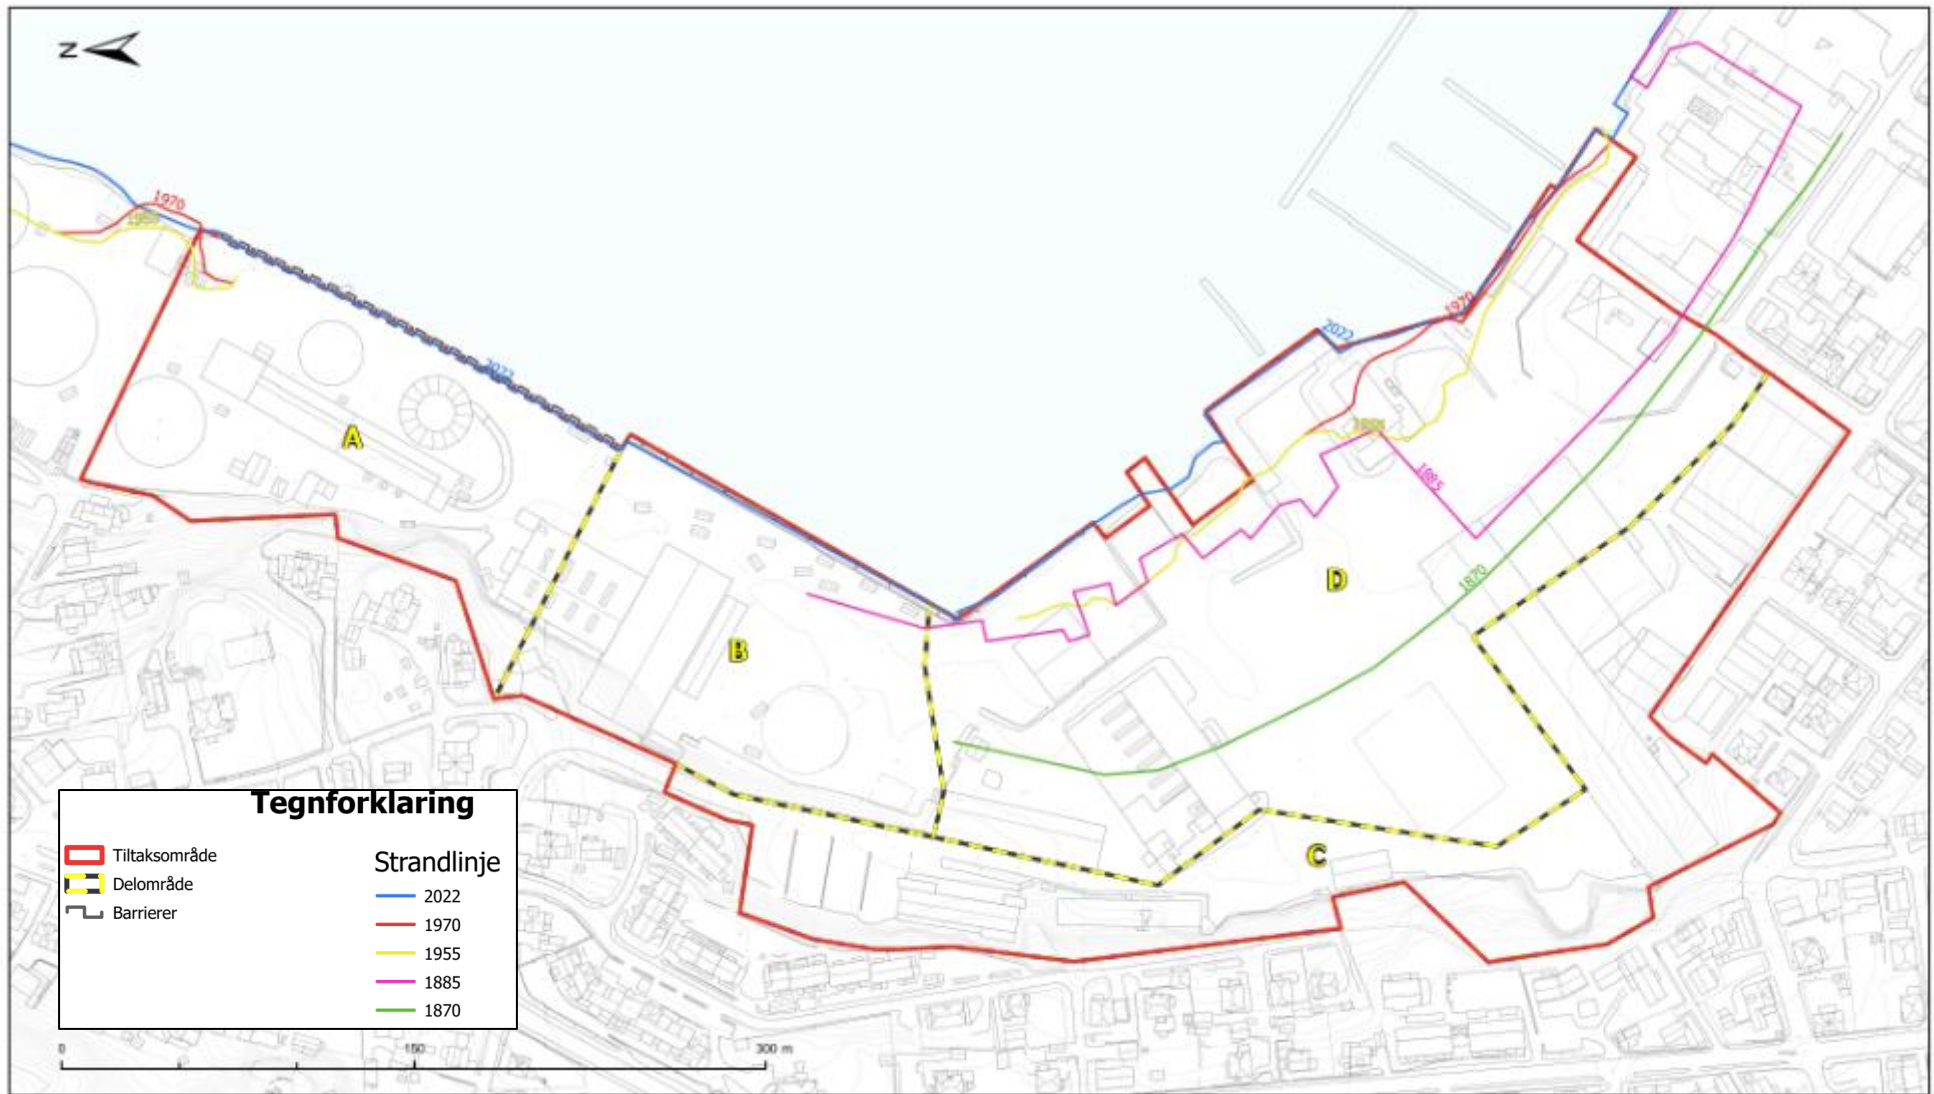 Z
1970
1955
2022
2022
1970
1955
1885
1870
A
B
D
C
Tegnforklaring
Tiltaksområde
Delområde
Barrierer
Strandlinje
2022
1970
1955
1885
1870
0
150
300 m